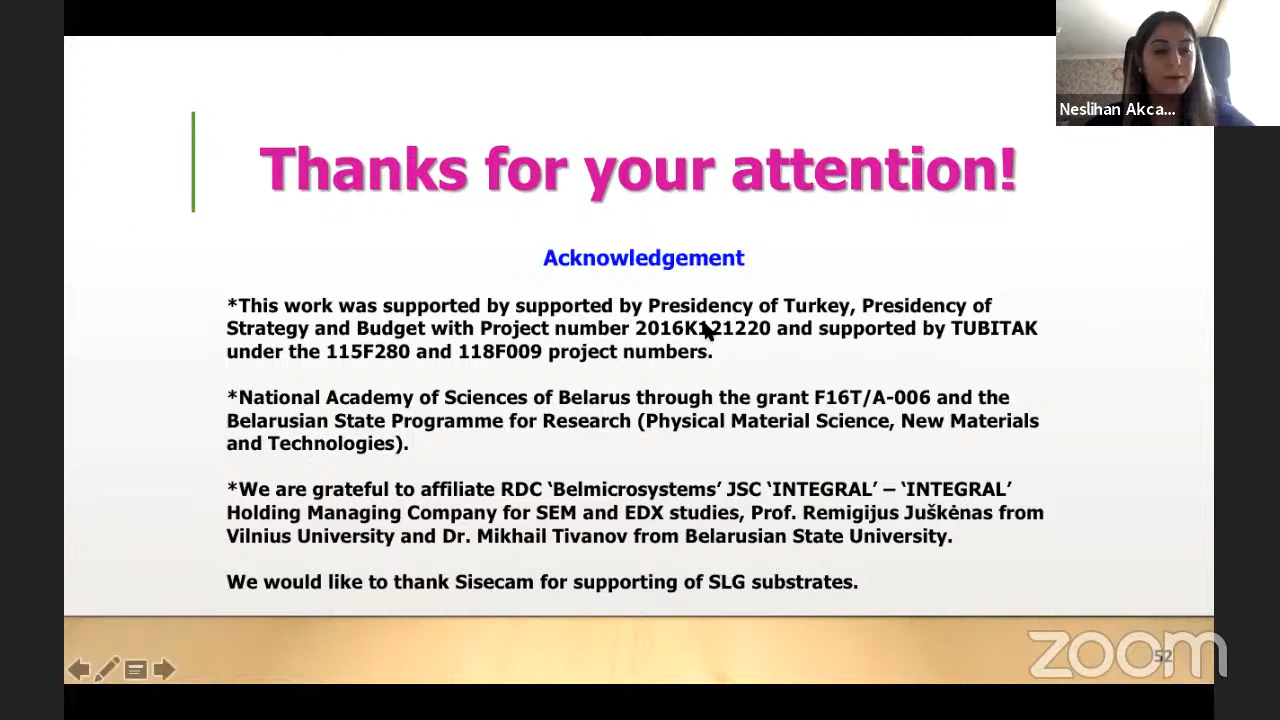 Neslihan Akca...
Thanks for your attention!
Acknowledgement
*This work was supported by supported by Presidency of Turkey, Presidency of
Strategy and Budget with Project number 2016K121220 and supported by TUBITAK
under the 115F280 and 118F009 project numbers.
*National Academy of Sciences of Belarus through the grant F16T/A-006 and the
Belarusian State Programme for Research (Physical Material Science, New Materials
and Technologies).
*We are grateful to affiliate RDC ‘Belmicrosystems’ JSC ‘INTEGRAL’ – ‘INTEGRAL’
Holding Managing Company for SEM and EDX studies, Prof. Remigijus Juškėnas from
Vilnius University and Dr. Mikhail Tivanov from Belarusian State University.
We would like to thank Sisecam for supporting of SLG substrates.
zoom
52